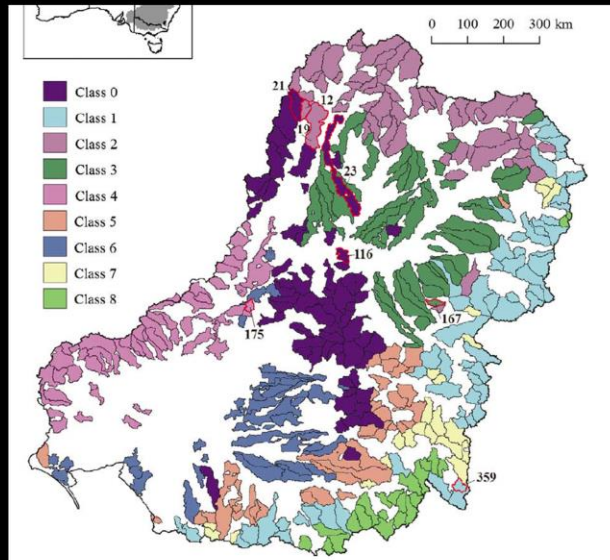 0 100 200 300 km
21
12
Class 0
Class 1
19
Class 2
Class 3
23
Class 4
Class 5
Class 6
116
Class 7
Class 8
167
175
359